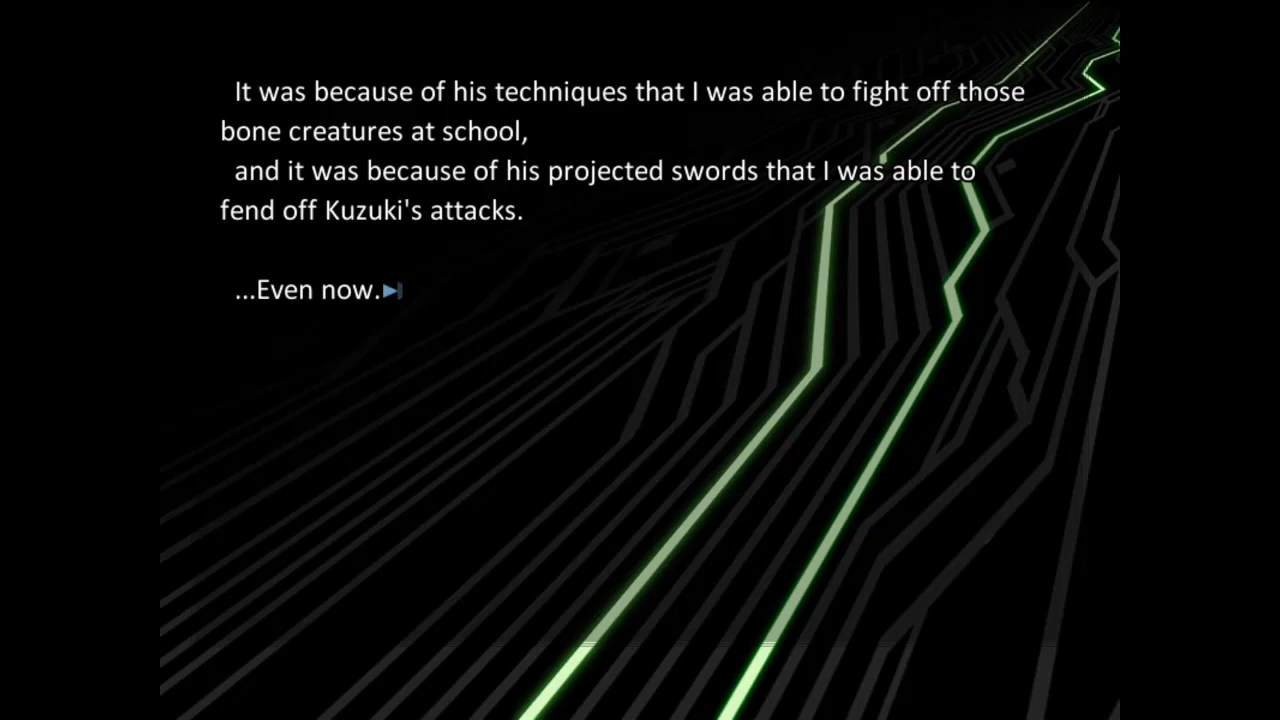 It was because of his techniques that I was able to fight off those
bone creatures at school,
and it was because of his projected swords that I was able to
fend off Kuzuki's attacks.
...Even now.